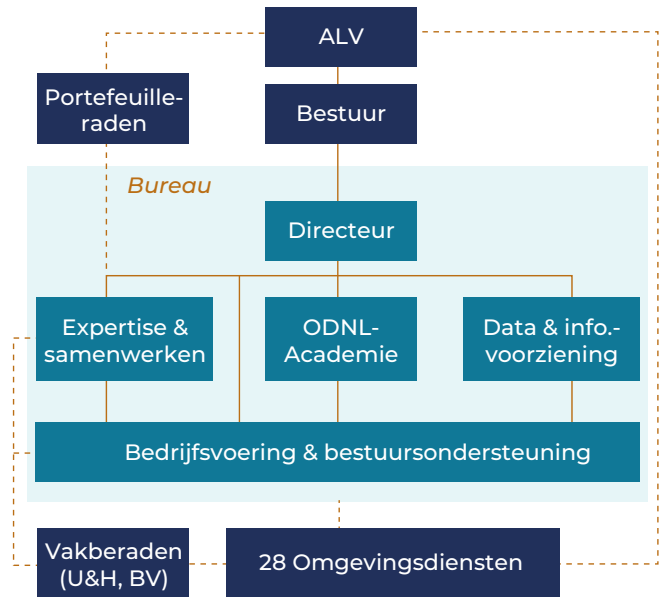 ALV
Portefeuille-
raden
Bestuur
Bureau
Directeur
Expertise &
samenwerken
ODNL-
Academie
Data & info.-
voorziening
Bedrijfsvoering & bestuursondersteuning
Vakberaden
(U&H, BV)
28 Omgevingsdiensten